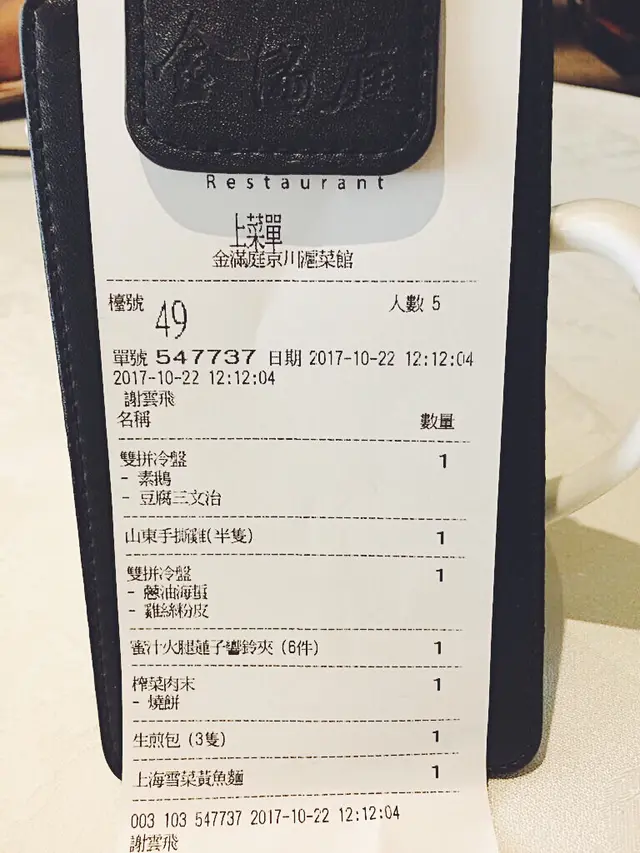 金滿庭
Restaurant
上菜單
金滿庭京川滬菜館
檯號 49 人數 5
單號 547737 日期 2017-10-22 12:12:04
2017-10-22 12:12:04
謝雲飛
名稱 數量
雙拼冷盤 1
- 素鵝
- 豆腐三文治
山東手撕雞(半隻) 1
雙拼冷盤 1
- 蔥油海蜇
- 雞絲粉皮
蜜汁火腿蓮子響鈴夾 (6件) 1
榨菜肉末 1
- 燒餅
生煎包 (3隻) 1
上海雪菜黃魚麵 1
003 103 547737 2017-10-22 12:12:04
謝雲飛